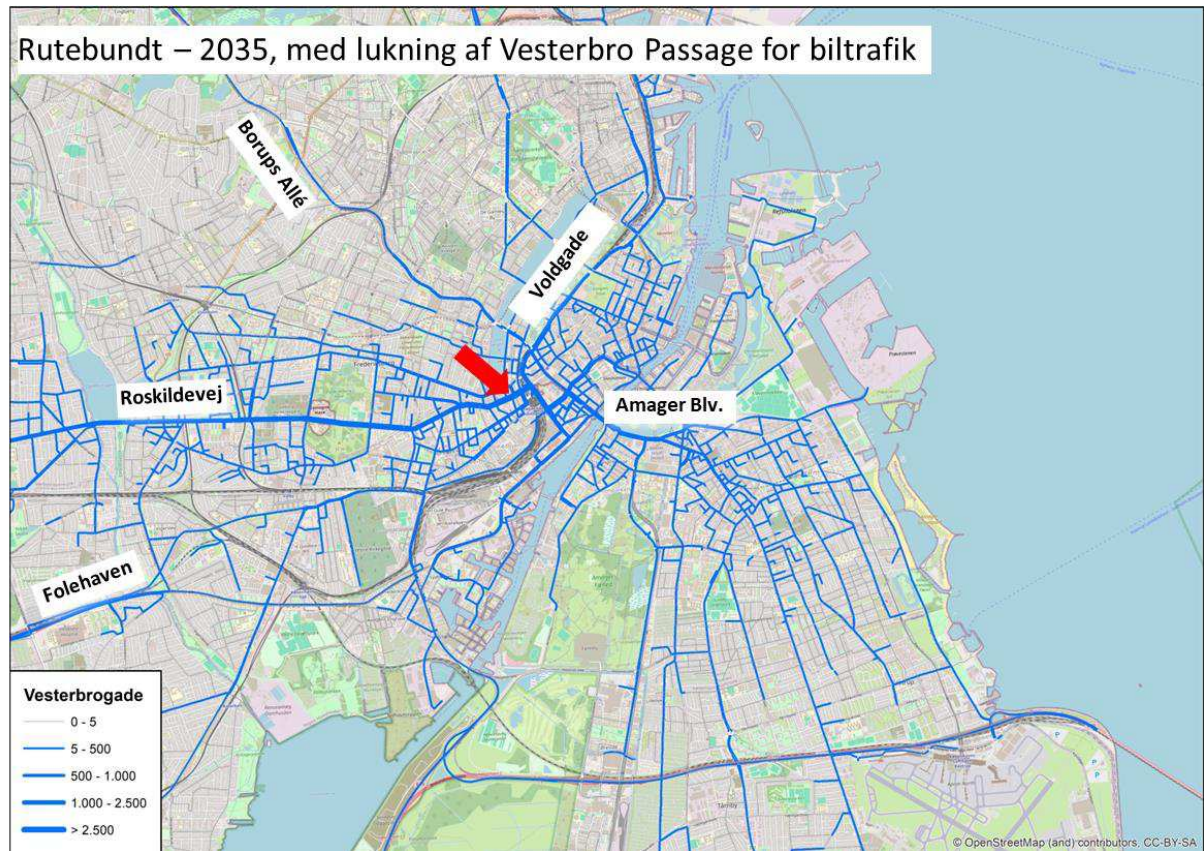 Rutebundt – 2035, med lukning af Vesterbro Passage for biltrafik
Borups Allé
Voldgade
Roskildevej
Amager Blv.
Folehaven
Vesterbrogade
0 - 5
5 - 500
500 - 1.000
1.000 - 2.500
> 2.500
© OpenStreetMap (and) contributors, CC-BY-SA